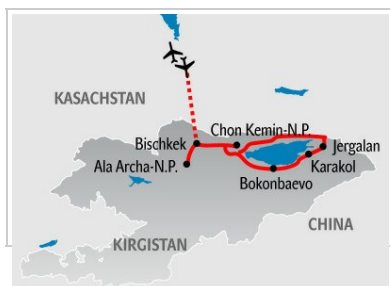 KASACHSTAN
Chon Kemin-N.P.
Bischkek
Jergalan
Ala Archa-N.P.
Karakol
Bokonbaevo
CHINA
KIRGISTAN